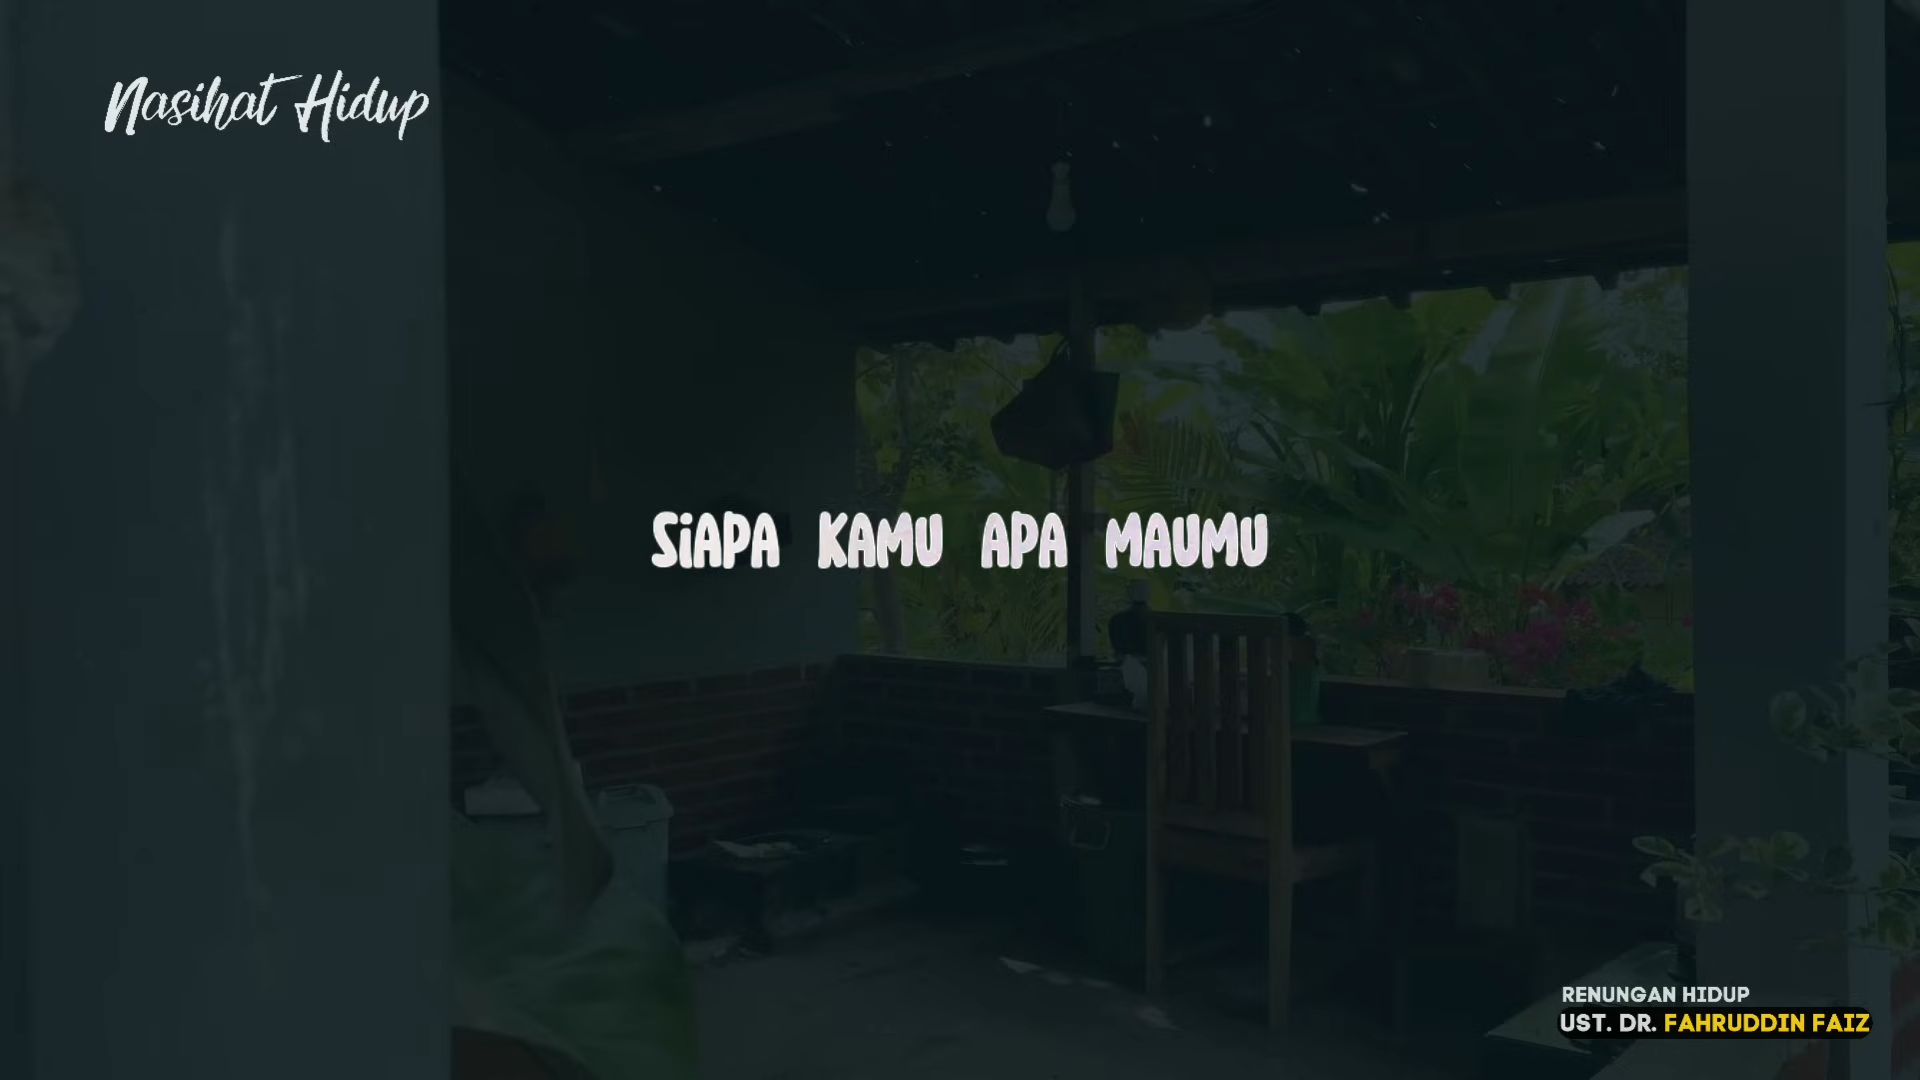 Nasihat Hidup
SiAPA KAMU APA MAUMU
RENUNGAN HIDUP
UST. DR. FAHRUDDIN FAIZ